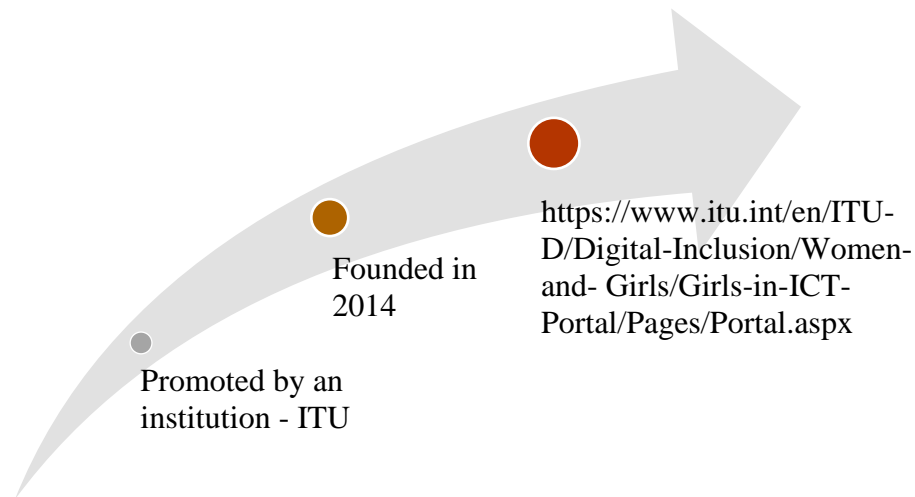 Promoted by an
institution - ITU
Founded in
2014
https://www.itu.int/en/ITU-
D/Digital-Inclusion/Women-
and- Girls/Girls-in-ICT-
Portal/Pages/Portal.aspx